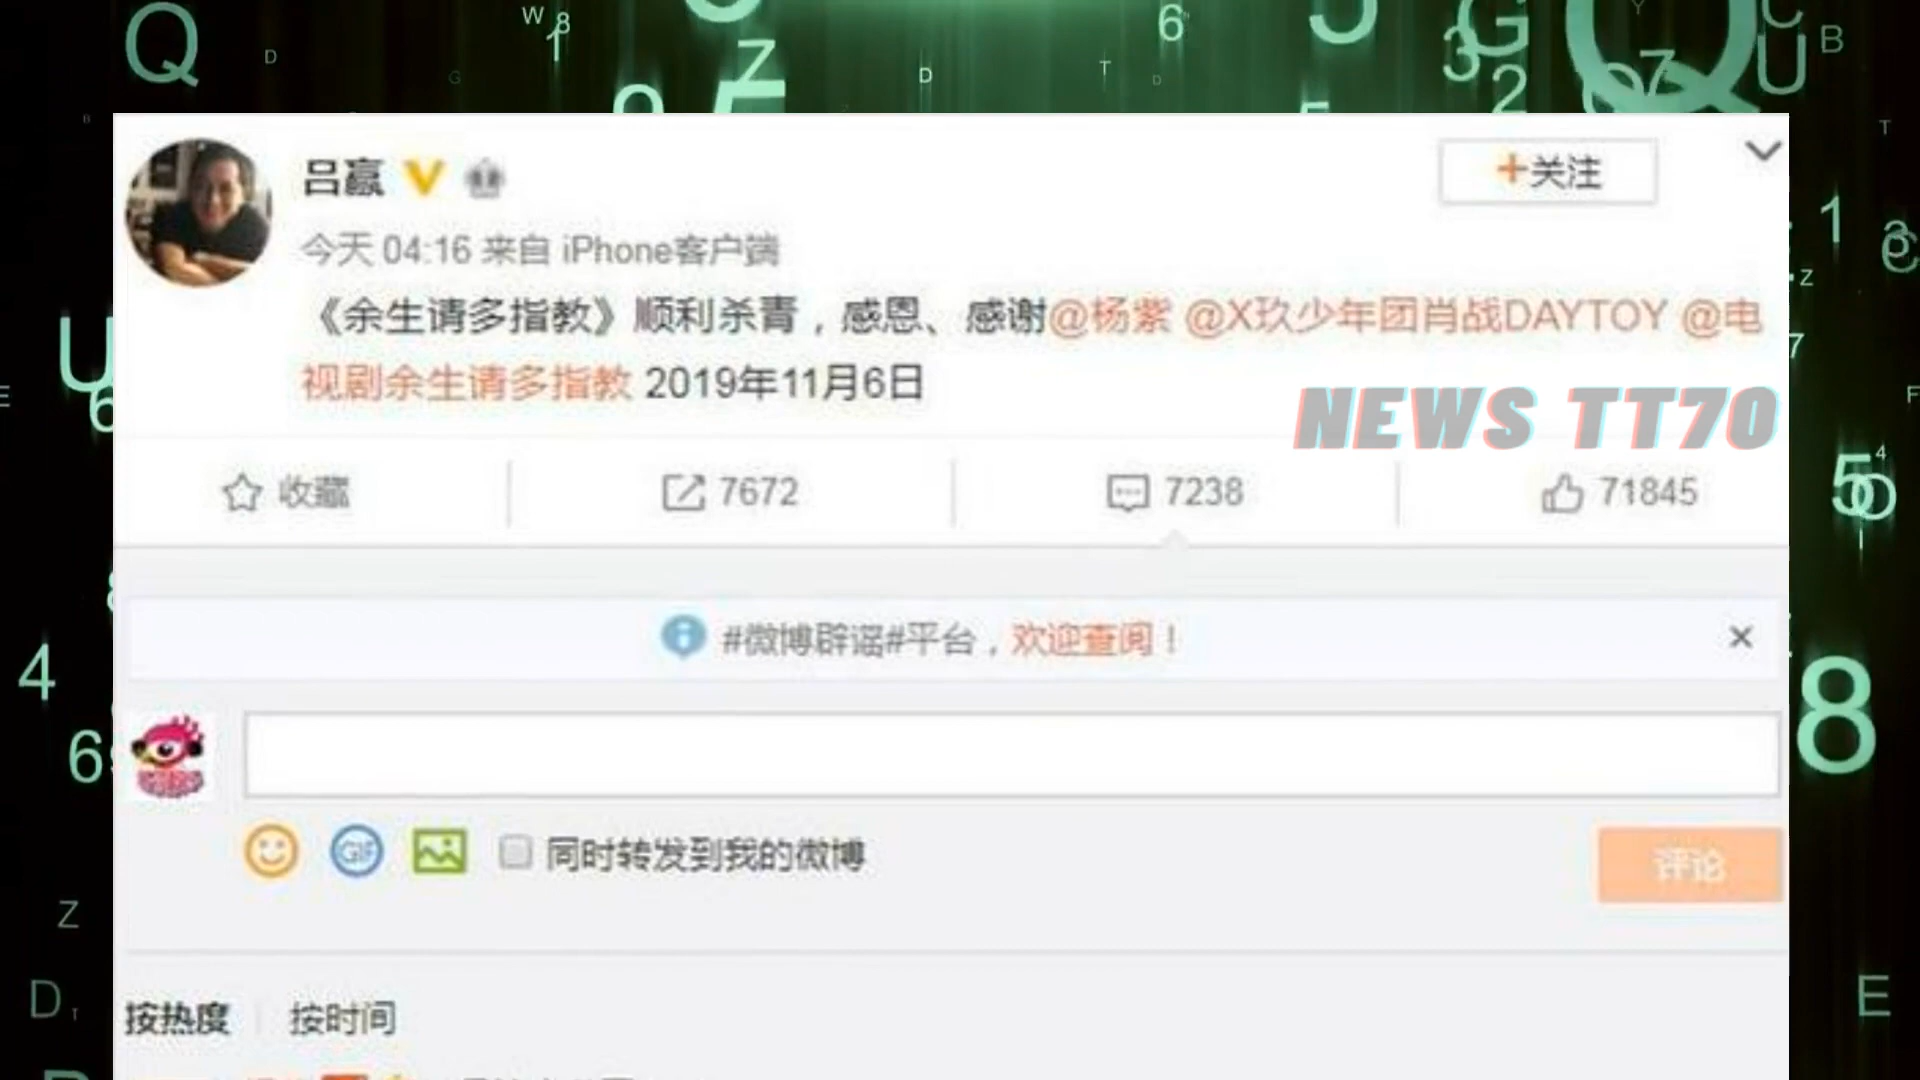 吕赢
+关注
今天 04:16 来自 iPhone客户端
《余生请多指教》顺利杀青，感恩、感谢@杨紫 @X玖少年团肖战DAYTOY @电
视剧余生请多指教 2019年11月6日
NEWS TT70
收藏
7672
7238
71845
#微博辟谣#平台，欢迎查阅！
GIF
同时转发到我的微博
评论
按热度
按时间